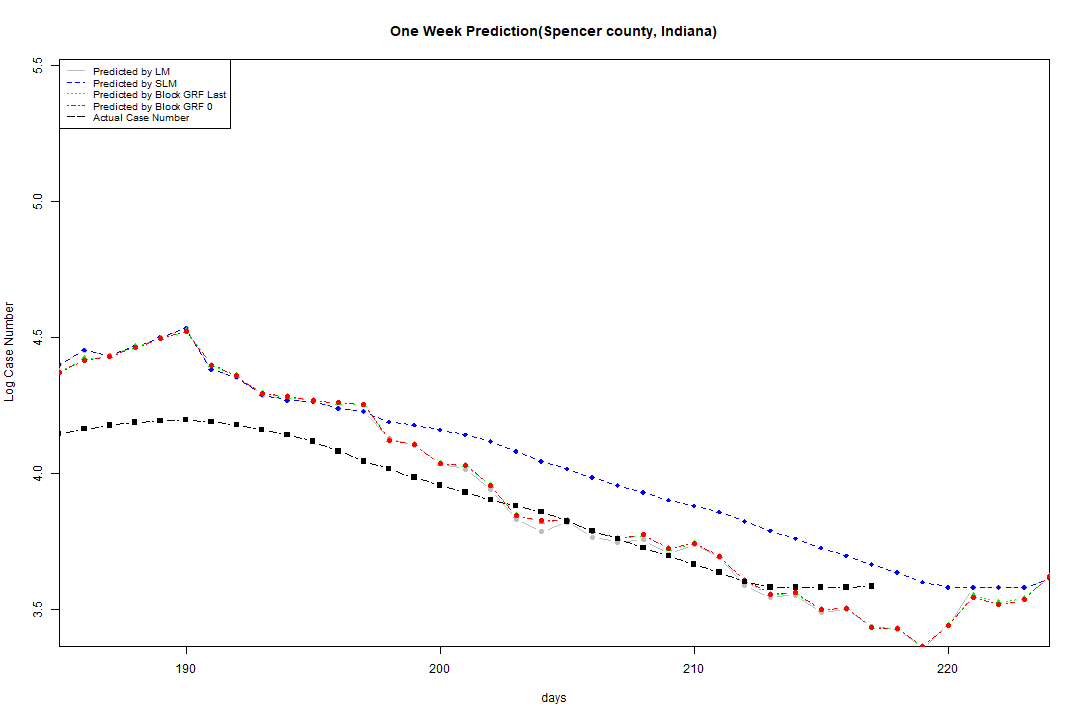 One Week Prediction(Spencer county, Indiana)
Predicted by LM
Predicted by SLM
Predicted by Block GRF Last
Predicted by Block GRF 0
Actual Case Number
5.5
5.0
4.5
4.0
3.5
Log Case Number
190
200
210
220
days